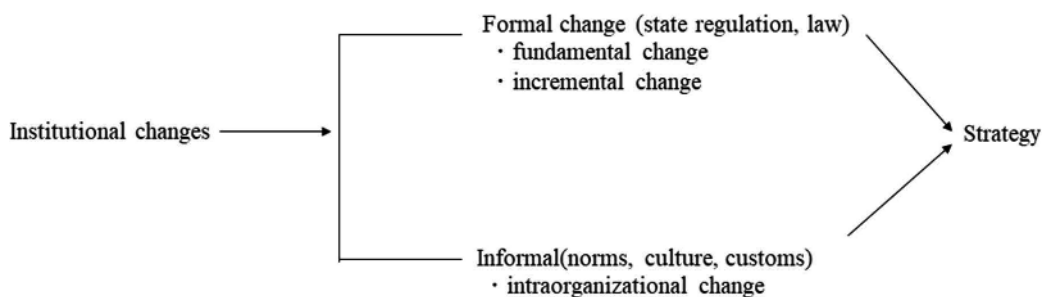 Formal change (state regulation, law)
・fundamental change
・incremental change
Institutional changes
Strategy
Informal(norms, culture, customs)
・intraorganizational change